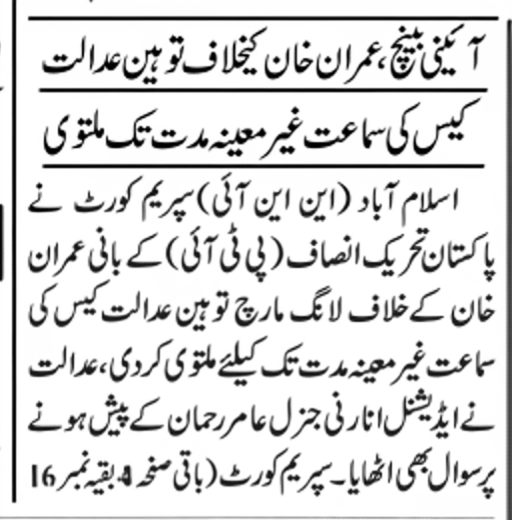 آئینی بینچ، عمران خان کیخلاف توہین عدالت
کیس کی سماعت غیر معینہ مدت تک ملتوی
اسلام آباد (این این آئی) سپریم کورٹ نے
پاکستان تحریک انصاف (پی ٹی آئی) کے بانی عمران
خان کے خلاف لانگ مارچ توہین عدالت کیس کی
سماعت غیر معینہ مدت تک کیلئے ملتوی کر دی، عدالت
نے ایڈیشنل اٹارنی جنرل عامر رحمان کے پیش ہونے
پر سوال بھی اٹھایا۔ سپریم کورٹ (باقی صفحہ 4 بقیہ نمبر 16